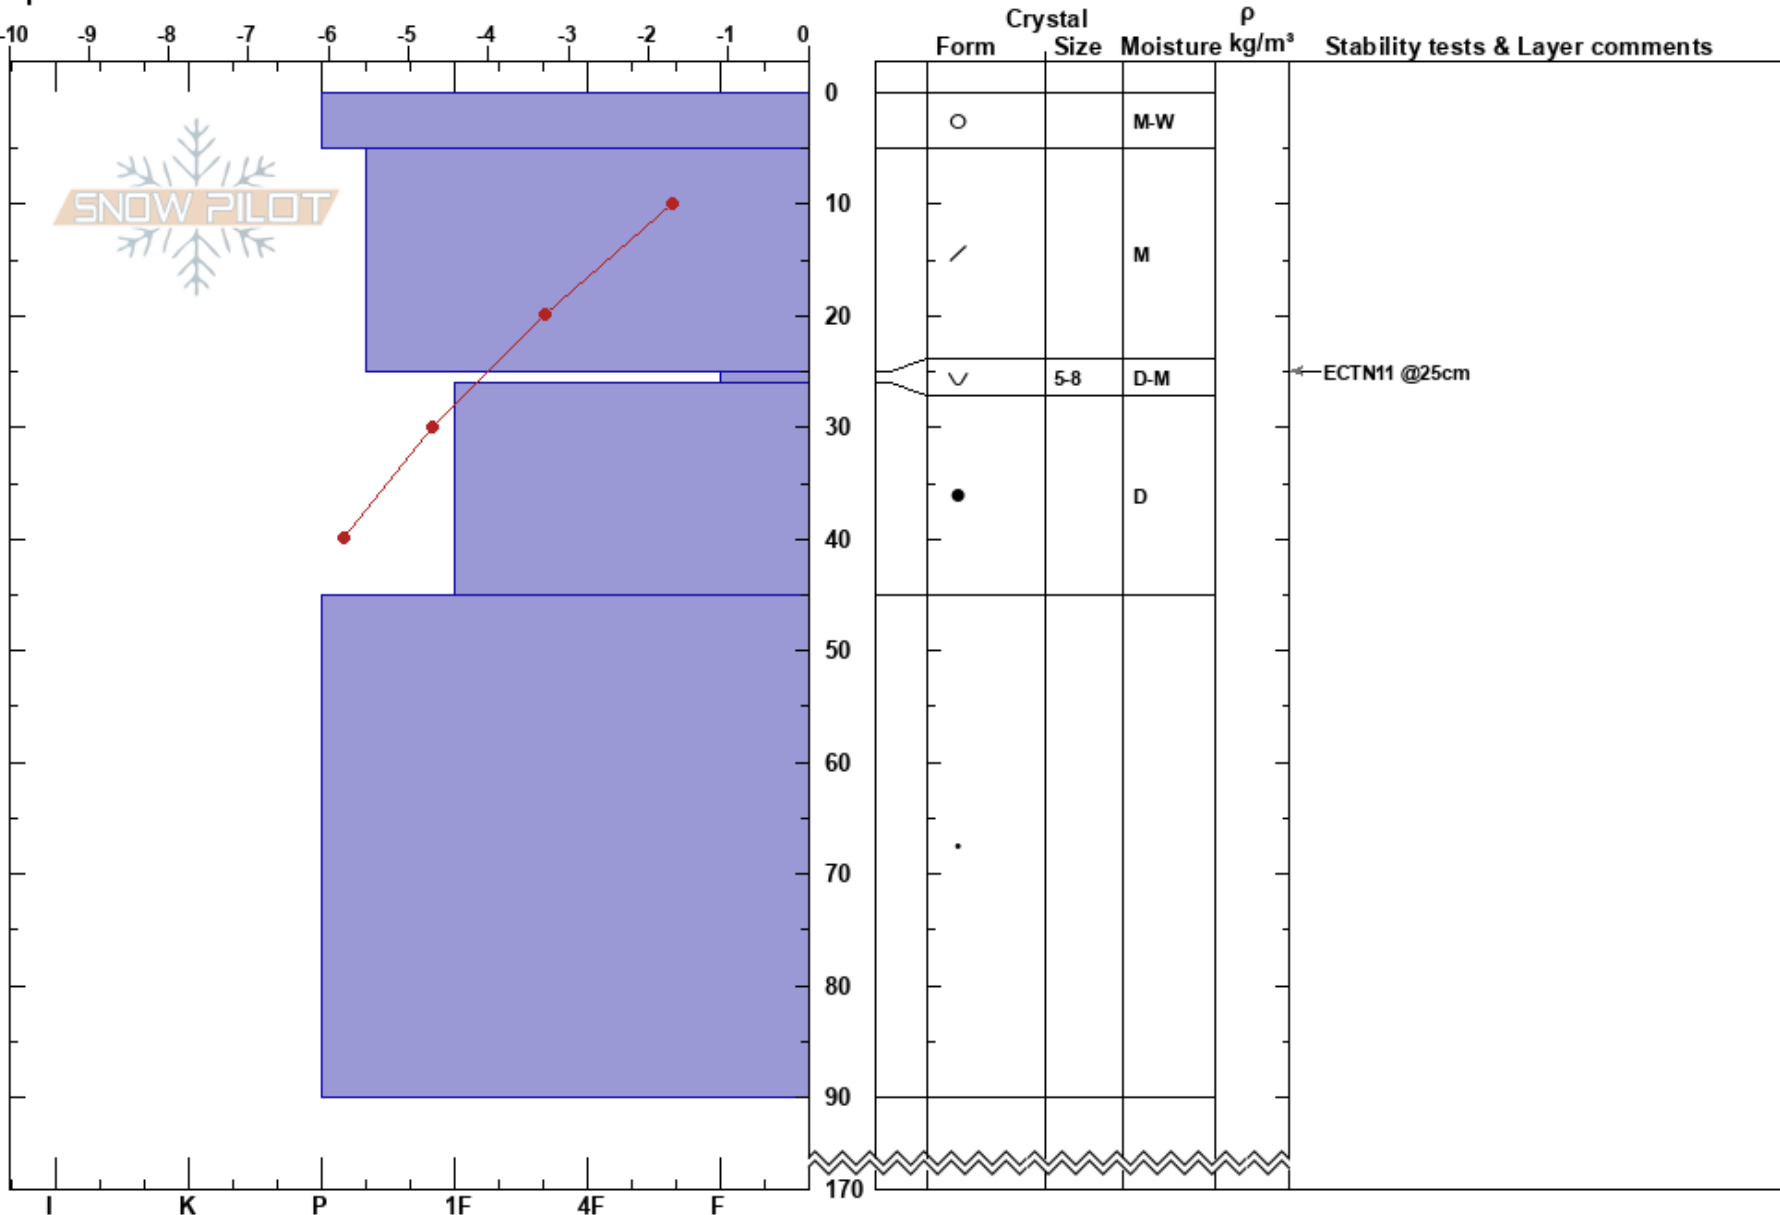 Crystal ρ
-10 -9 -8 -7 -6 -5 -4 -3 -2 -1 0 Form Size Moisture kg/m³ Stability tests & Layer comments
0
M-W
SNOW PILOT
10
M
20
5-8 D-M ECTN11 @25cm
30
D
40
50
60
70
80
90
170
I K P 1F 4F F